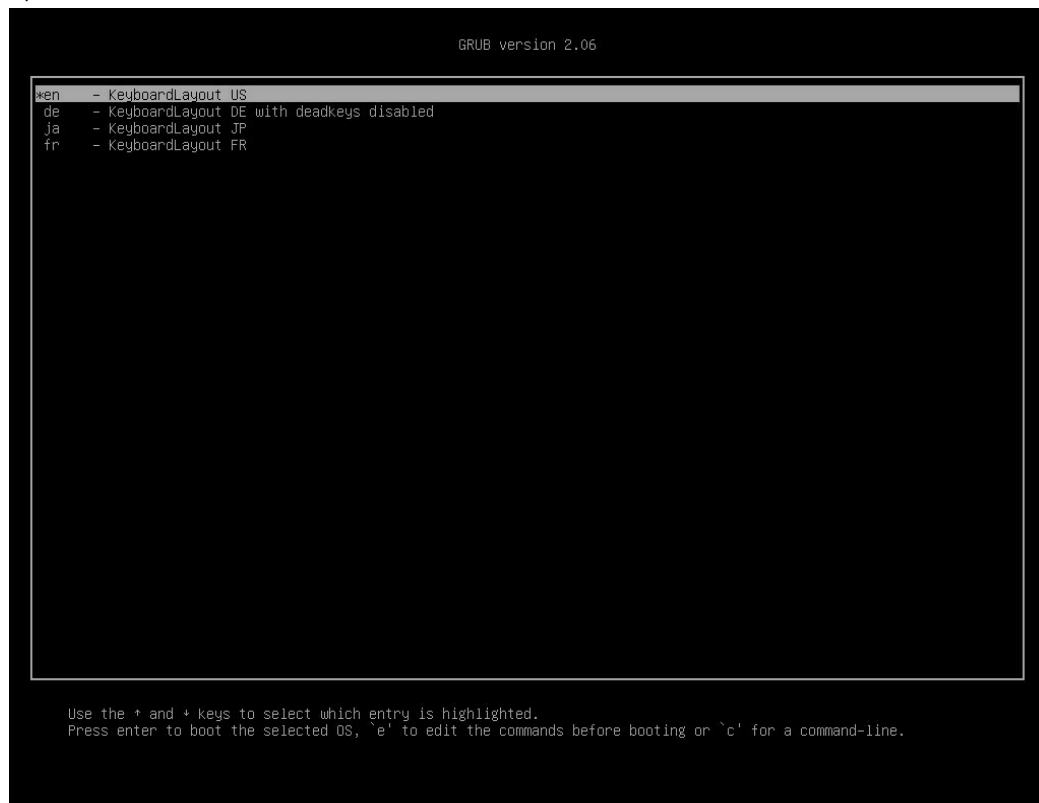 GRUB version 2.06
*en - KeyboardLayout US
de - KeyboardLayout DE with deadkeys disabled
ja - KeyboardLayout JP
fr - KeyboardLayout FR
Use the ↑ and ↓ keys to select which entry is highlighted.
Press enter to boot the selected OS, `e' to edit the commands before booting or `c' for a command-line.